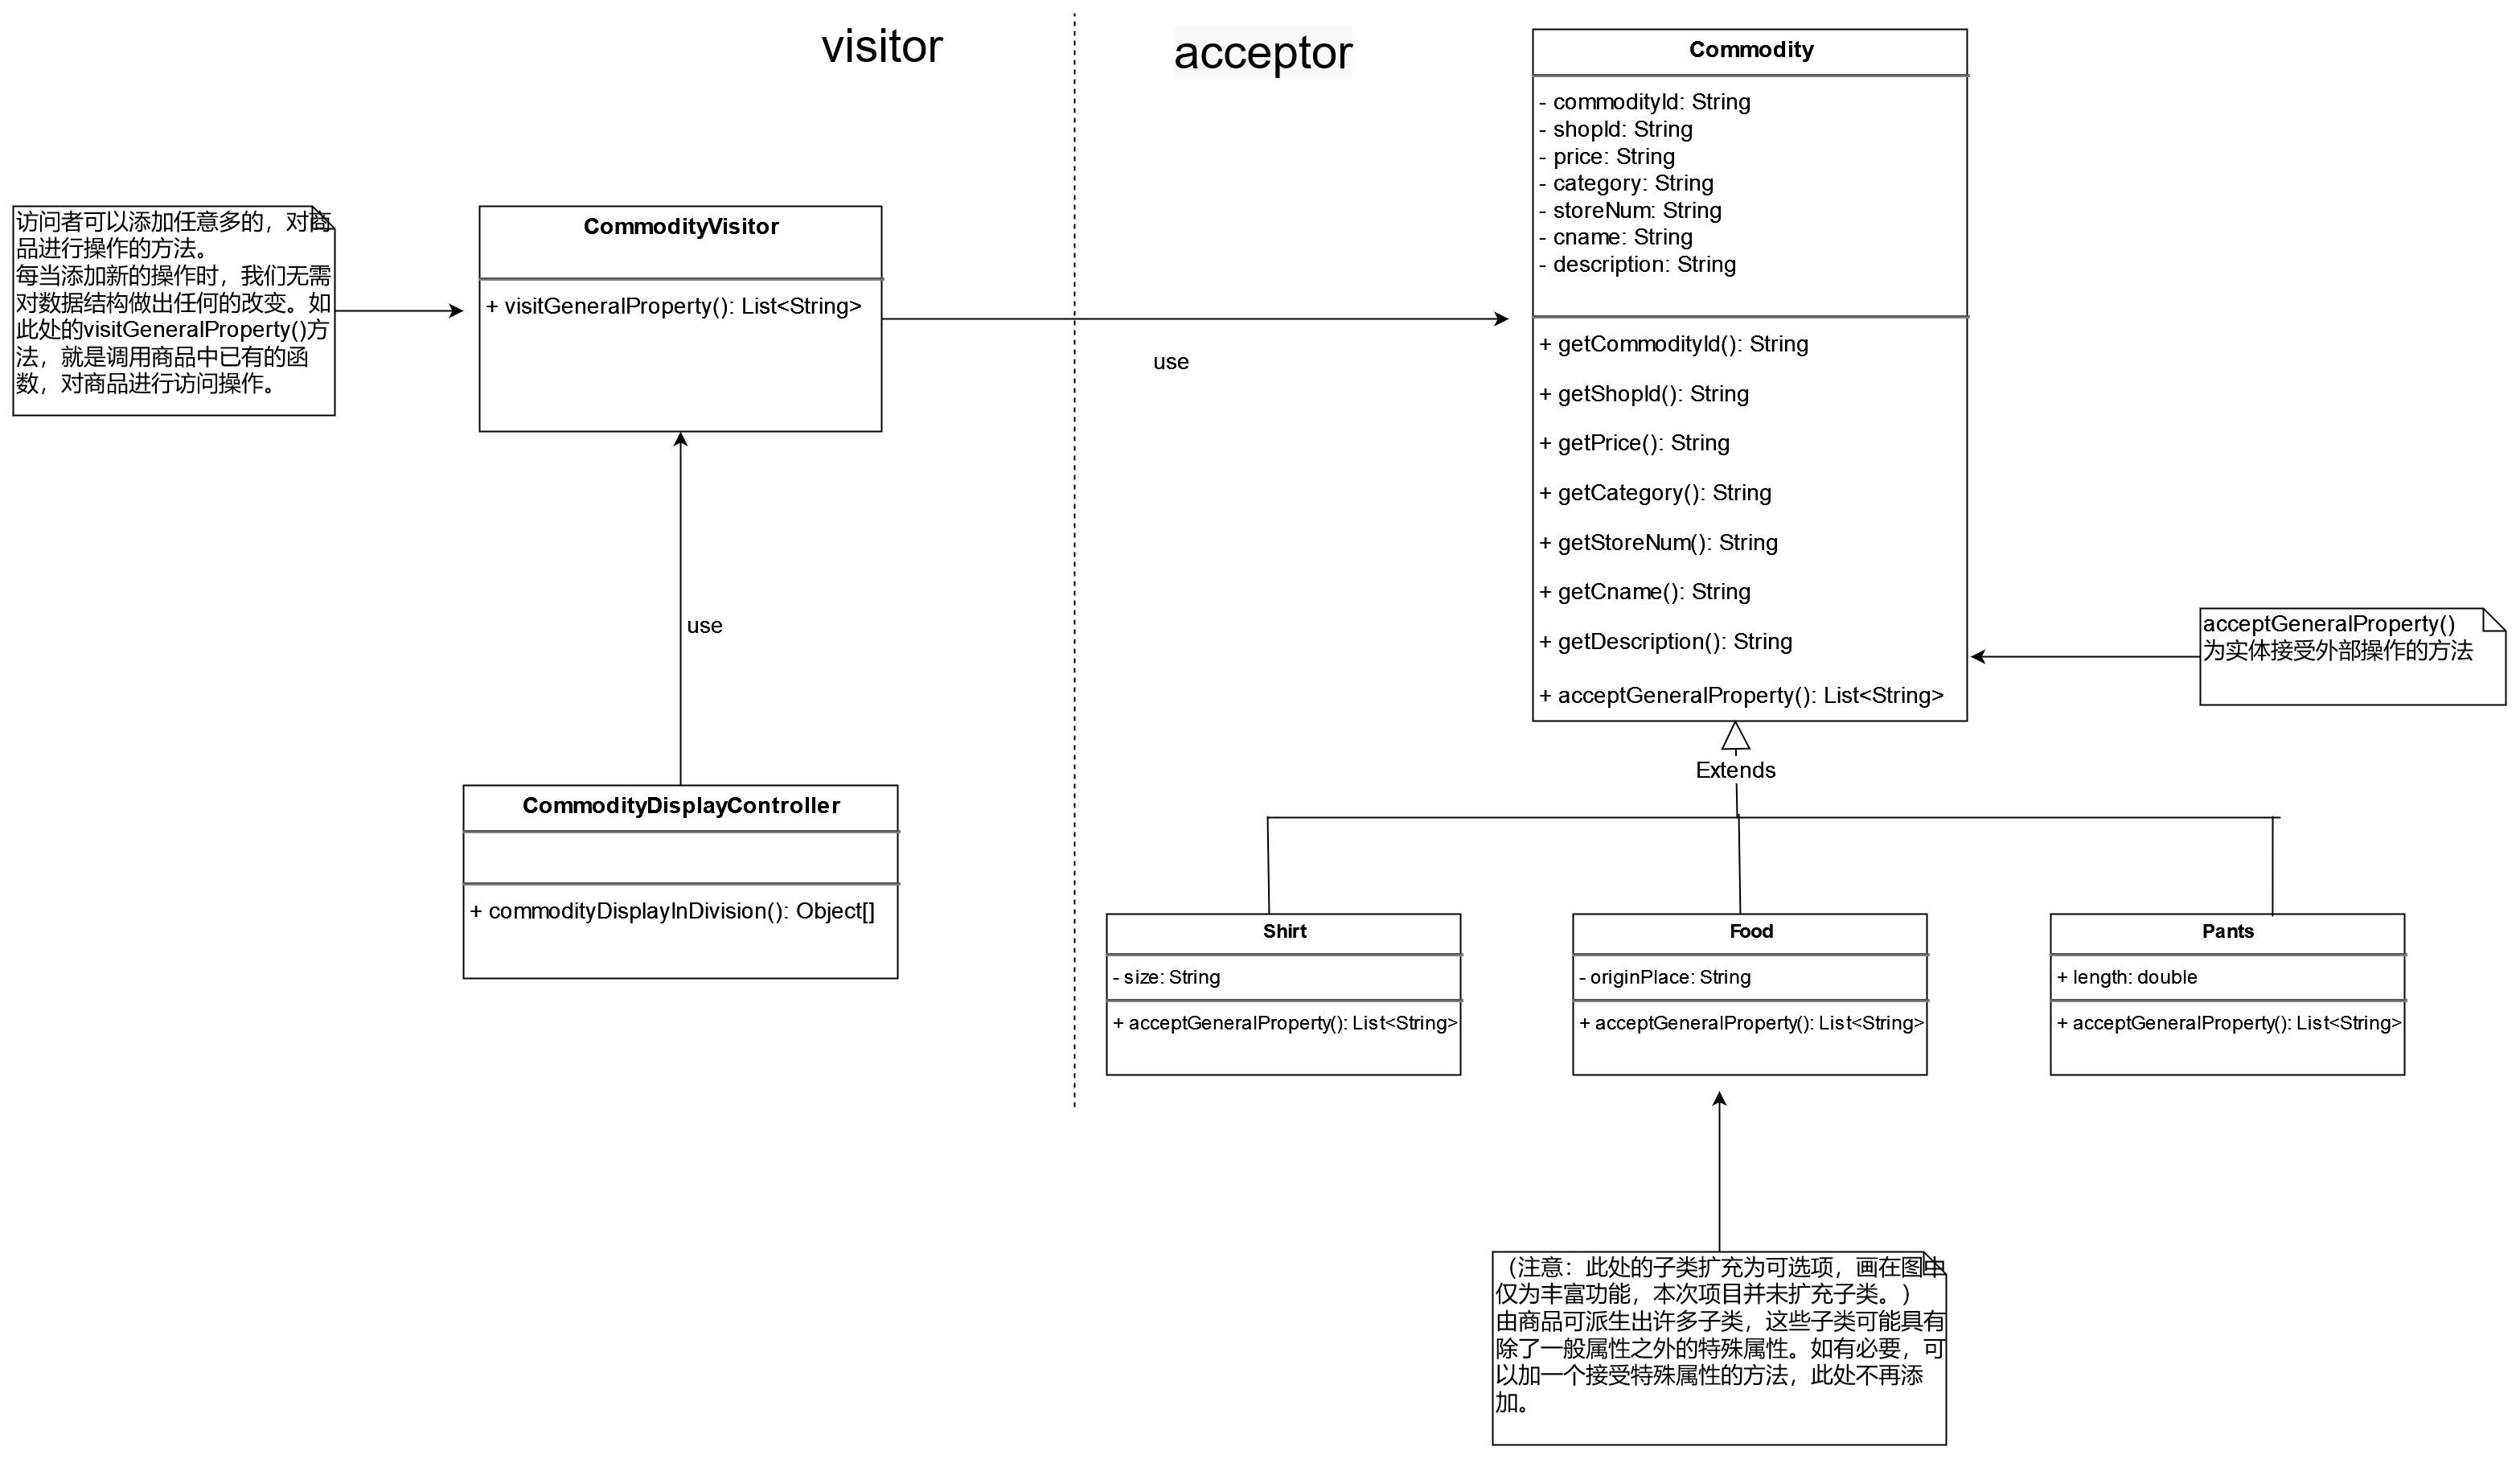 visitor
acceptor
访问者可以添加任意多的，对商
品进行操作的方法。
每当添加新的操作时，我们无需
对数据结构做出任何的改变。如
此处的visitGeneralProperty()方
法，就是调用商品中已有的函
数，对商品进行访问操作。
CommodityVisitor
+ visitGeneralProperty(): List<String>
use
use
CommodityDisplayController
+ commodityDisplayInDivision(): Object[]
Commodity
- commodityId: String
- shopId: String
- price: String
- category: String
- storeNum: String
- cname: String
- description: String
+ getCommodityId(): String
+ getShopId(): String
+ getPrice(): String
+ getCategory(): String
+ getStoreNum(): String
+ getCname(): String
+ getDescription(): String
+ acceptGeneralProperty(): List<String>
acceptGeneralProperty()
为实体接受外部操作的方法
Extends
Shirt
- size: String
+ acceptGeneralProperty(): List<String>
Food
- originPlace: String
+ acceptGeneralProperty(): List<String>
Pants
+ length: double
+ acceptGeneralProperty(): List<String>
（注意：此处的子类扩充为可选项，画在图中
仅为丰富功能，本次项目并未扩充子类。）
由商品可派生出许多子类，这些子类可能具有
除了一般属性之外的特殊属性。如有必要，可
以加一个接受特殊属性的方法，此处不再添
加。